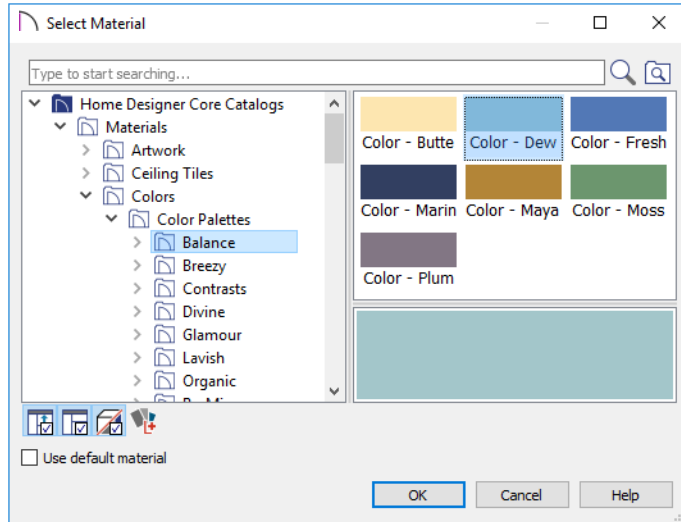 Select Material
Type to start searching...
Home Designer Core Catalogs
Materials
Artwork
Ceiling Tiles
Colors
Color Palettes
Balance
Breezy
Contrasts
Divine
Glamour
Lavish
Organic
Color - Butte Color - Dew Color - Fresh
Color - Marin Color - Maya Color - Moss
Color - Plum
Use default material
OK Cancel Help